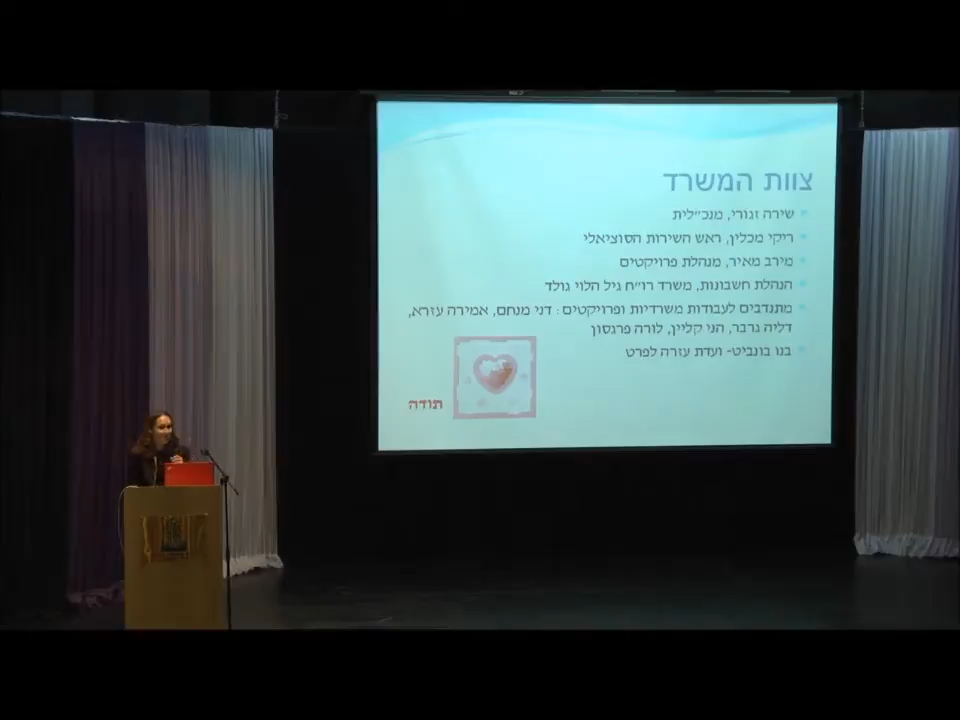 צוות המשרד
שירה זגורי, מנכ״לית
ריקי מכלין, ראש השירות הסוציאלי
מירב מאיר, מנהלת פרויקטים
הנהלת חשבונות, משרד רו״ח גיל הלוי גולד
מתנדבים לעבודות משרדיות ופרויקטים : דני מנחם, אמירה עזרא,
דליה גרבר, הני קליין, לורה פרגסון
בנו בונביט- ועדת עזרה לפרט
תודה